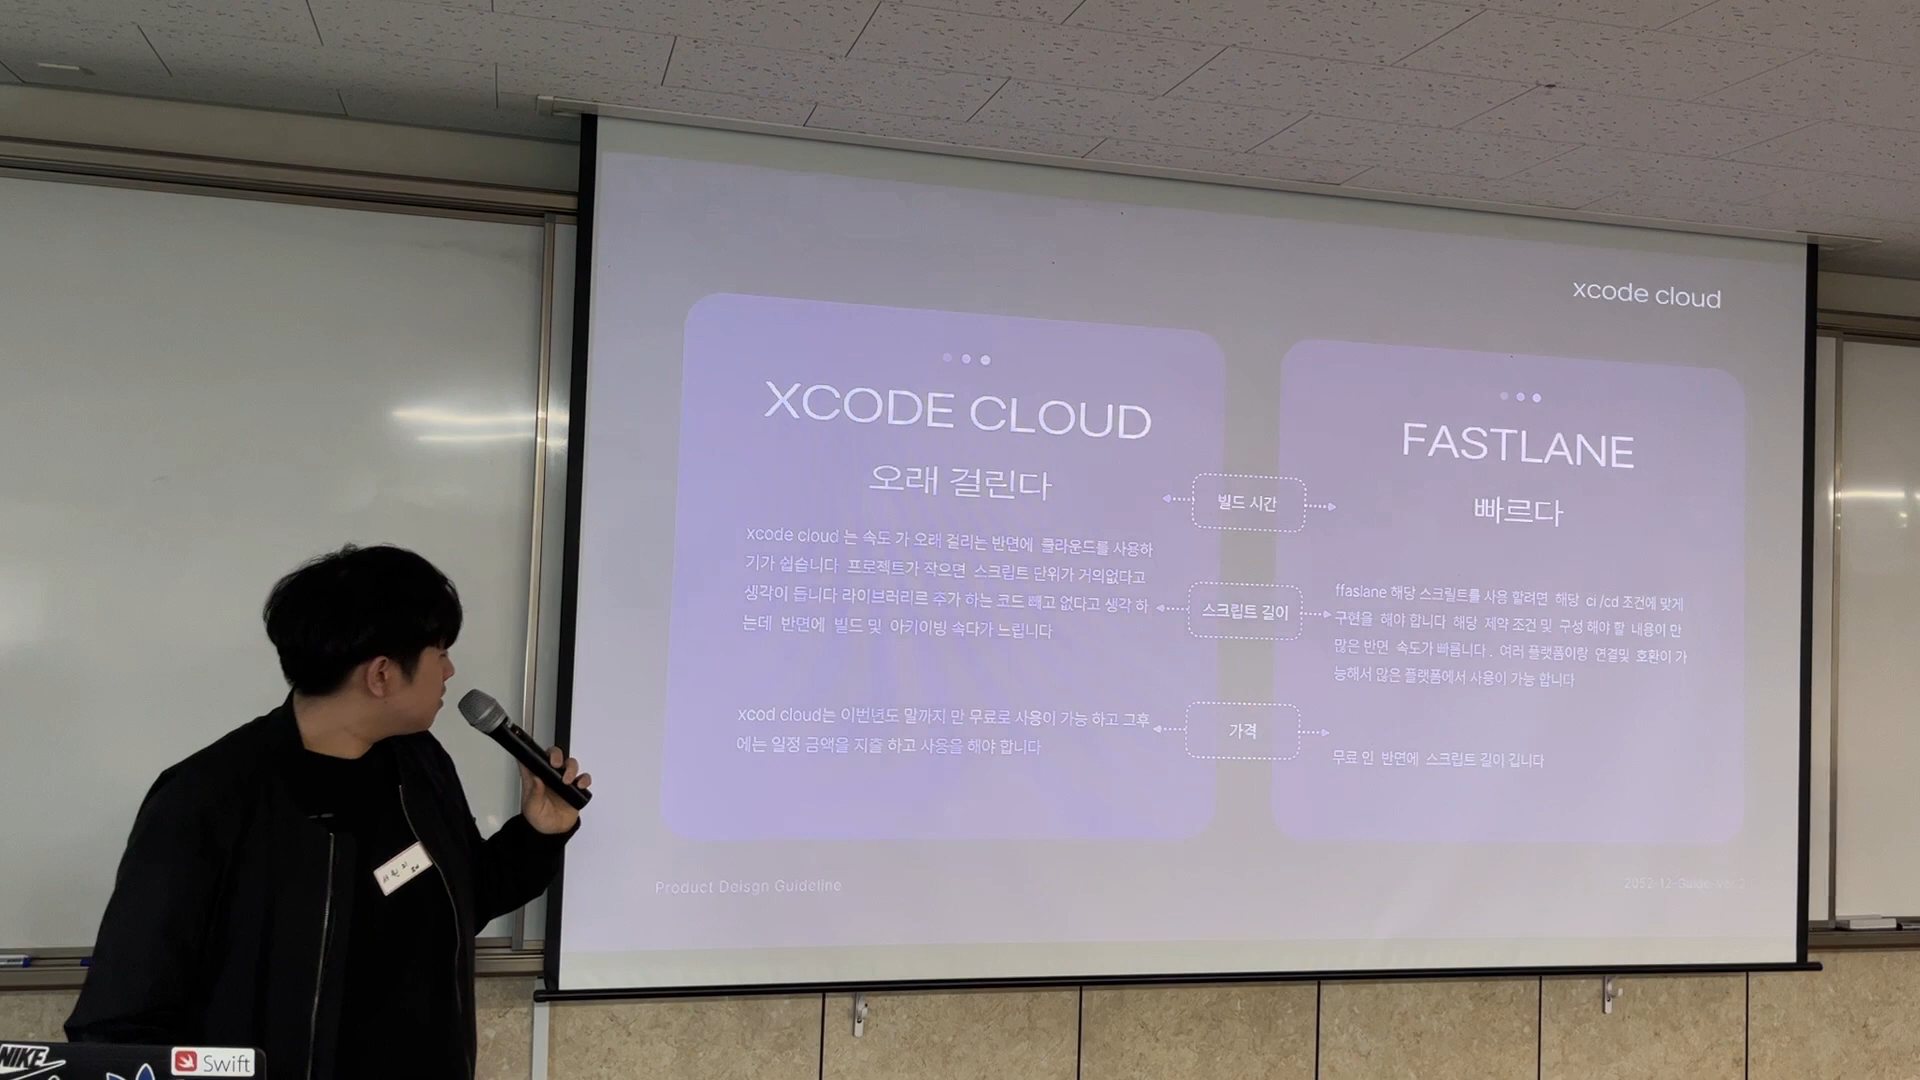 xcode cloud
XCODE CLOUD
오래 걸린다
xcode cloud 는 속도 가 오래 걸리는 반면에 클라운드를 사용하
기가 쉽습니다 프로젝트가 작으면 스크립트 단위가 거의없다고
생각이 듭니다 라이브러리르 추가 하는 코드 빼고 없다고 생각 하
는데 반면에 빌드 및 아카이빙 속다가 느립니다
xcod cloud는 이번년도 말까지 만 무료로 사용이 가능 하고 그후
에는 일정 금액을 지출 하고 사용을 해야 합니다
빌드 시간
스크립트 길이
가격
FASTLANE
빠르다
ffaslane 해당 스크릴트를 사용 할려면 해당 ci /cd 조건에 맞게
구현을 해야 합니다 해당 제약 조건 및 구성 해야 할 내용이 만
많은 반면 속도가 빠릅니다 . 여러 플랫폼이랑 연결및 호환이 가
능해서 많은 플랫폼에서 사용이 가능 합니다
무료 인 반면에 스크립트 길이 깁니다
Product Deisgn Guideline
2052-12-Guide-Ver.2
서원지
NIKE
Swift